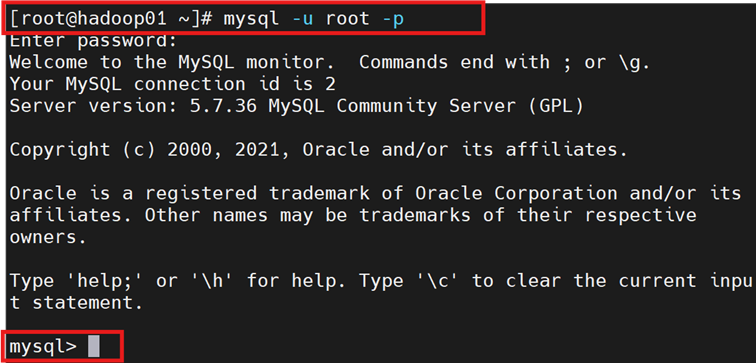 [root@hadoop01 ~]# mysql -u root -p
Enter password:
Welcome to the MySQL monitor.  Commands end with ; or \g.
Your MySQL connection id is 2
Server version: 5.7.36 MySQL Community Server (GPL)
Copyright (c) 2000, 2021, Oracle and/or its affiliates.
Oracle is a registered trademark of Oracle Corporation and/or its
affiliates. Other names may be trademarks of their respective
owners.
Type 'help;' or '\h' for help. Type '\c' to clear the current inpu
t statement.
mysql>